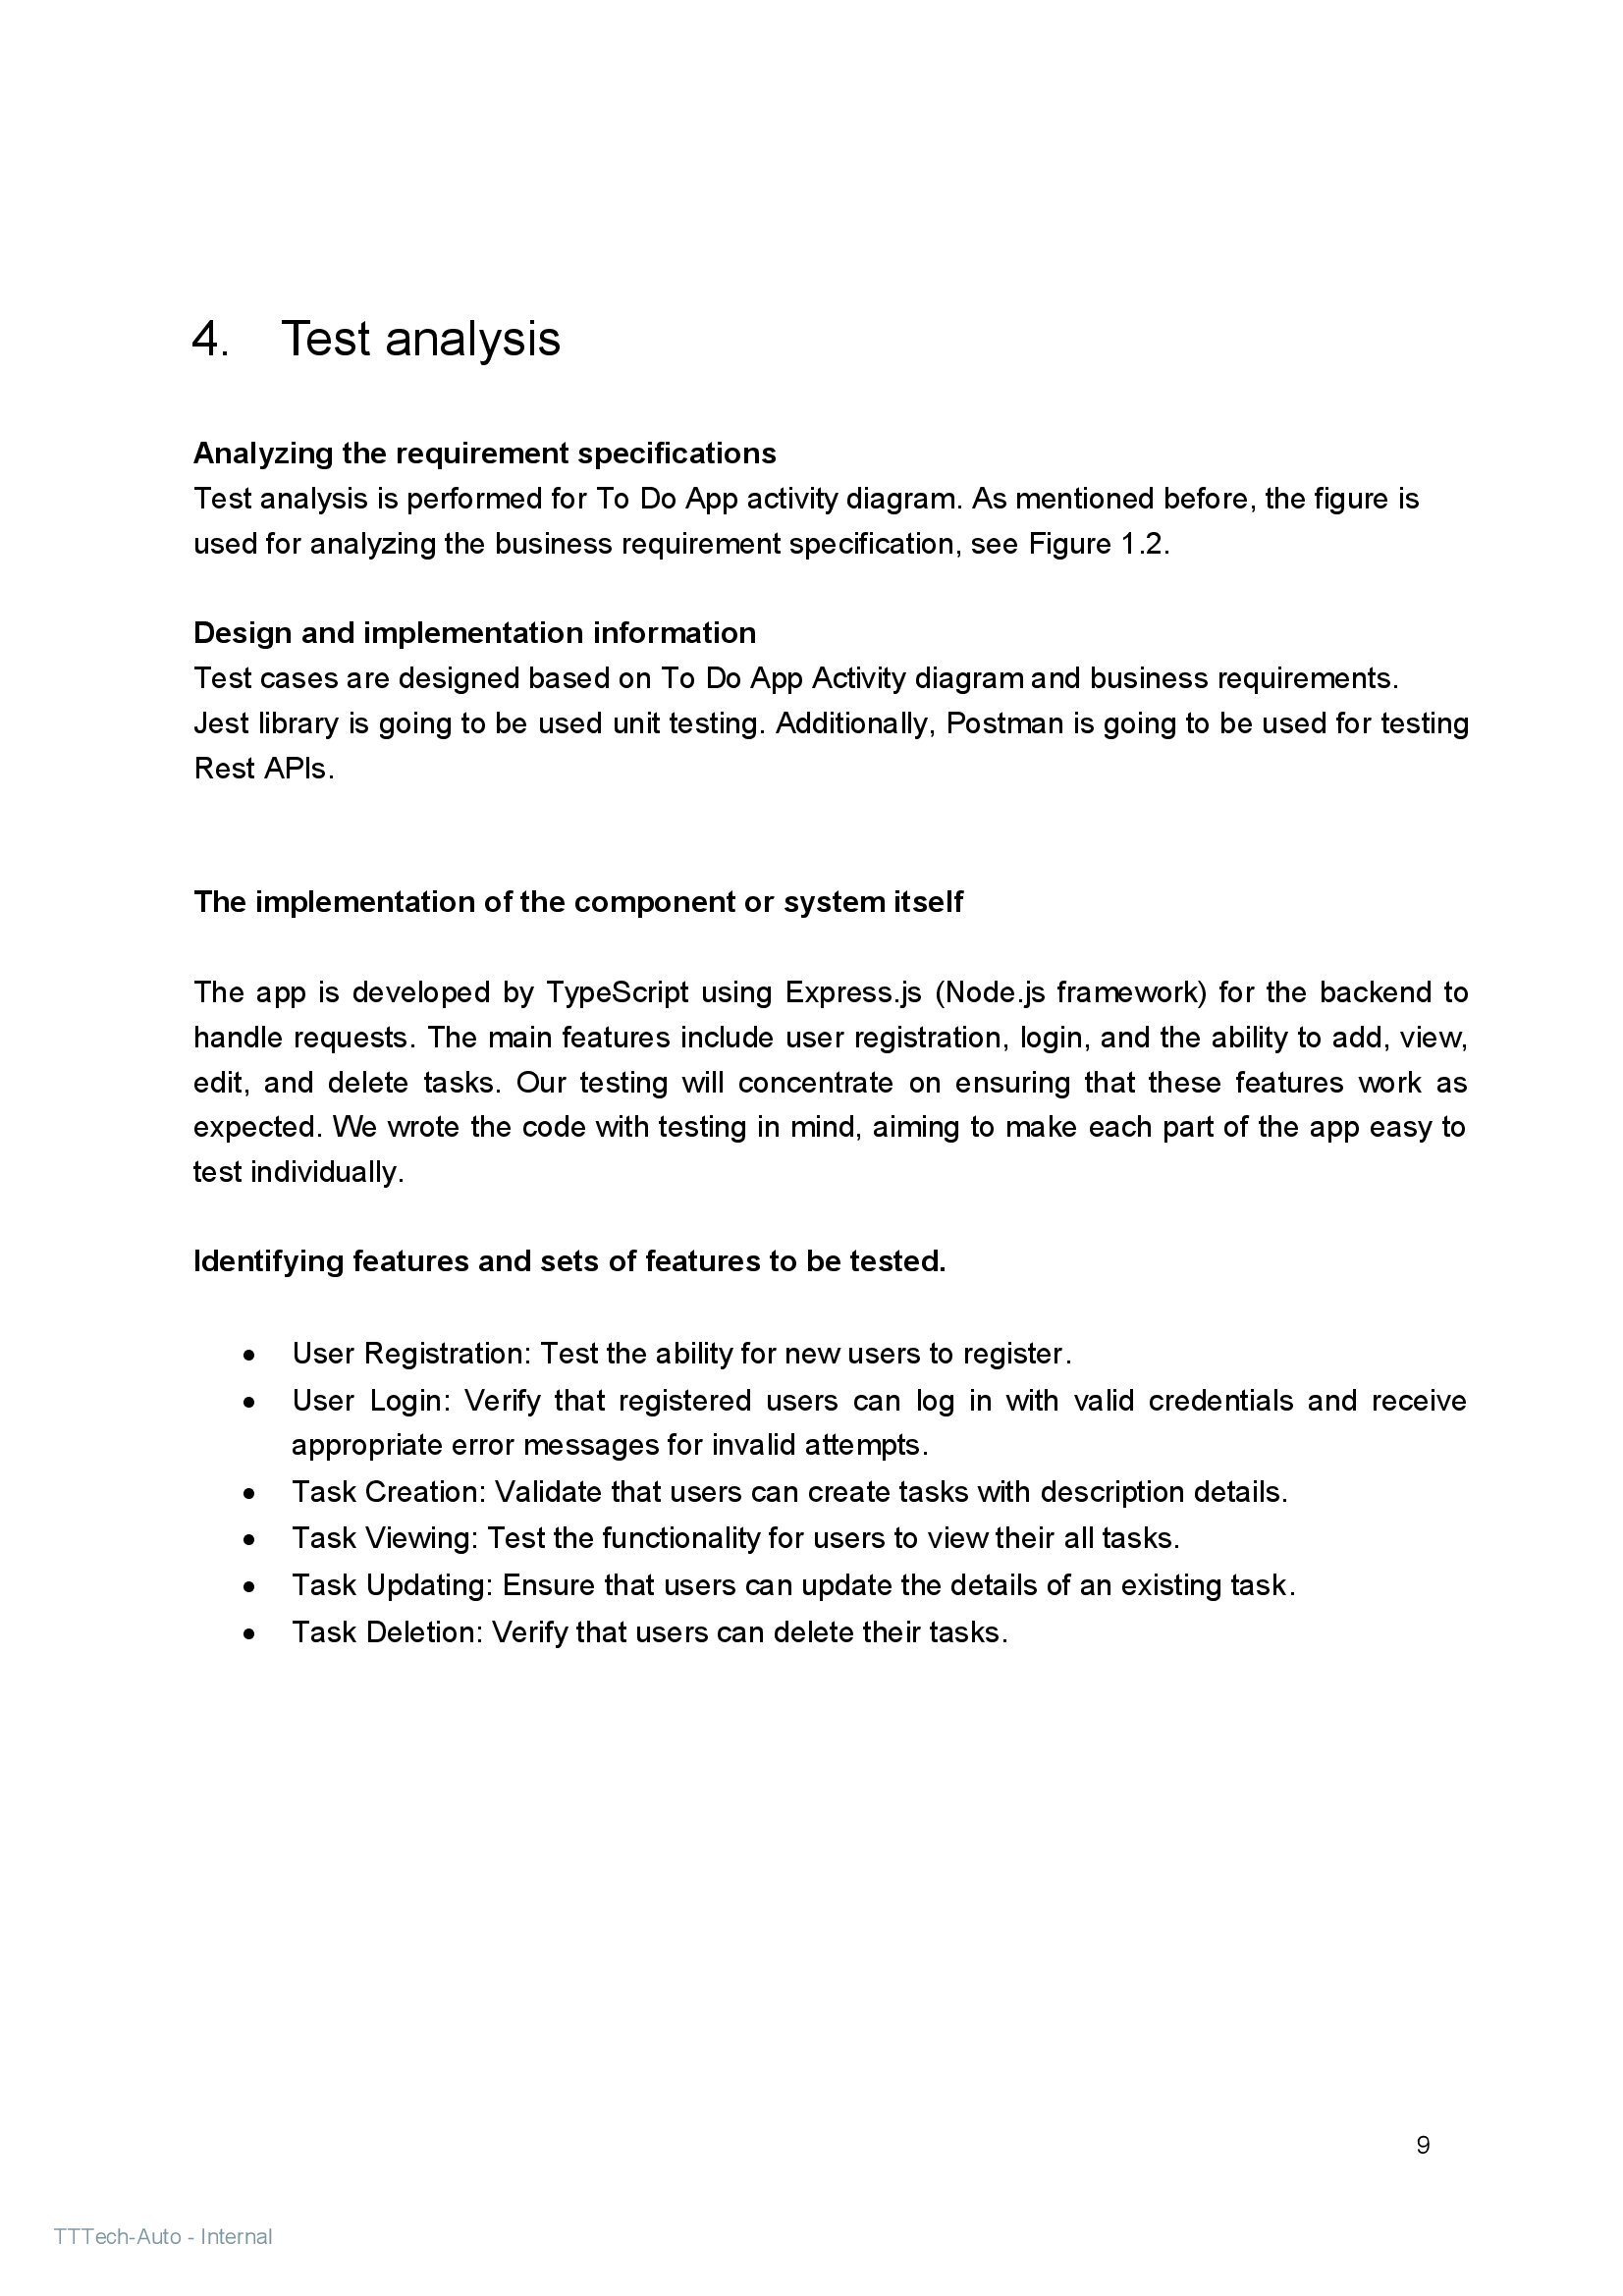 4. Test analysis
Analyzing the requirement specifications
Test analysis is performed for To Do App activity diagram. As mentioned before, the figure is
used for analyzing the business requirement specification, see Figure 1.2.
Design and implementation information
Test cases are designed based on To Do App Activity diagram and business requirements.
Jest library is going to be used unit testing. Additionally, Postman is going to be used for testing
Rest APIs.
The implementation of the component or system itself
The app is developed by TypeScript using Express.js (Node.js framework) for the backend to
handle requests. The main features include user registration, login, and the ability to add, view,
edit, and delete tasks. Our testing will concentrate on ensuring that these features work as
expected. We wrote the code with testing in mind, aiming to make each part of the app easy to
test individually.
Identifying features and sets of features to be tested.
• User Registration: Test the ability for new users to register.
• User Login: Verify that registered users can log in with valid credentials and receive
appropriate error messages for invalid attempts.
• Task Creation: Validate that users can create tasks with description details.
• Task Viewing: Test the functionality for users to view their all tasks.
• Task Updating: Ensure that users can update the details of an existing task.
• Task Deletion: Verify that users can delete their tasks.
9
TTTech-Auto - Internal